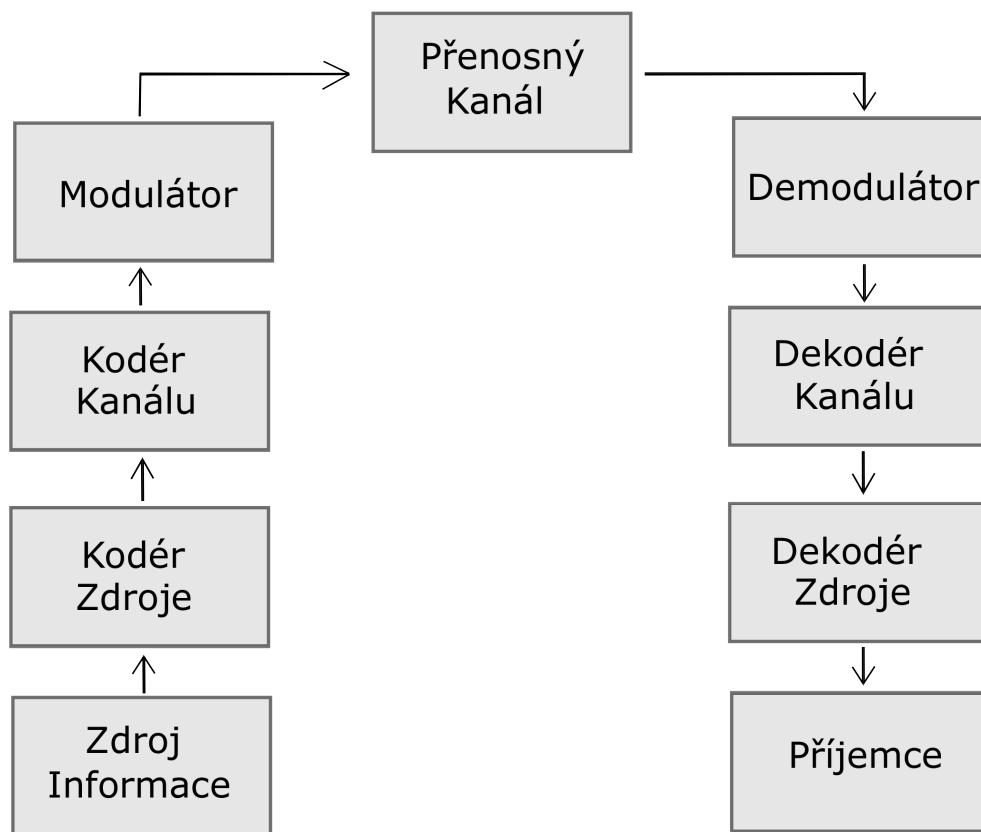 Přenosný
Kanál
Modulátor
Demodulátor
Kodér
Kanálu
Dekodér
Kanálu
Kodér
Zdroje
Dekodér
Zdroje
Zdroj
Informace
Příjemce